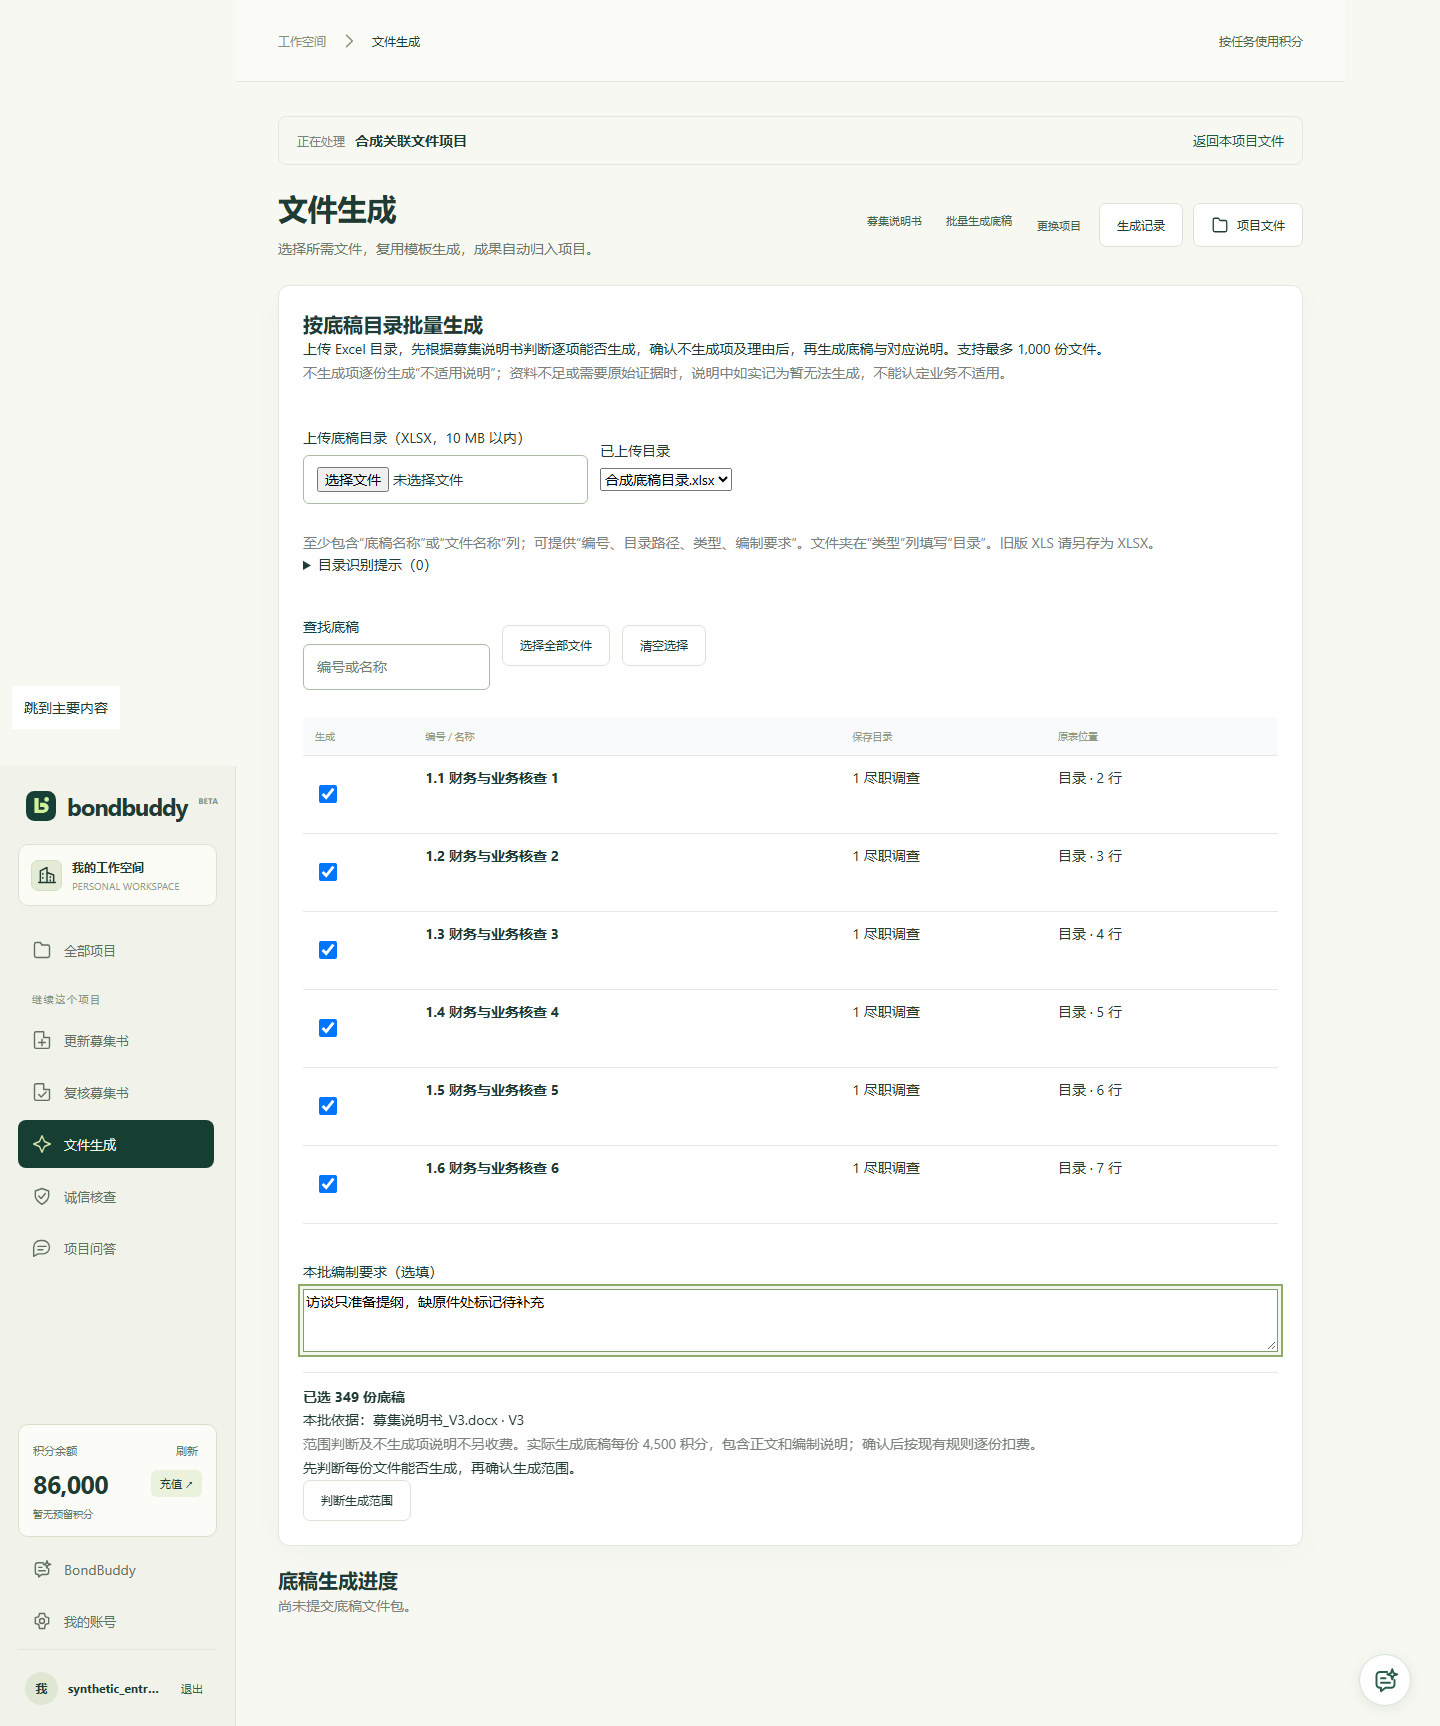 工作空间
文件生成
按任务使用积分
正在处理 合成关联文件项目
返回本项目文件
文件生成
选择所需文件，复用模板生成，成果自动归入项目。
募集说明书
批量生成底稿
更换项目
生成记录
项目文件
按底稿目录批量生成
上传 Excel 目录，先根据募集说明书判断逐项能否生成，确认不生成项及理由后，再生成底稿与对应说明。支持最多 1,000 份文件。
不生成项逐份生成“不适用说明”；资料不足或需要原始证据时，说明中如实记为暂无法生成，不能认定业务不适用。
上传底稿目录（XLSX，10 MB 以内）
选择文件 未选择文件
已上传目录
合成底稿目录.xlsx
至少包含“底稿名称”或“文件名称”列；可提供“编号、目录路径、类型、编制要求”。文件夹在“类型”列填写“目录”。旧版 XLS 请另存为 XLSX。
目录识别提示（0）
查找底稿
编号或名称
选择全部文件
清空选择
生成 编号 / 名称 保存目录 原表位置
1.1 财务与业务核查 1 1 尽职调查 目录 · 2 行
1.2 财务与业务核查 2 1 尽职调查 目录 · 3 行
1.3 财务与业务核查 3 1 尽职调查 目录 · 4 行
1.4 财务与业务核查 4 1 尽职调查 目录 · 5 行
1.5 财务与业务核查 5 1 尽职调查 目录 · 6 行
1.6 财务与业务核查 6 1 尽职调查 目录 · 7 行
本批编制要求（选填）
访谈只准备提纲，缺原件处标记待补充
已选 349 份底稿
本批依据：募集说明书_V3.docx · V3
范围判断及不生成项说明不另收费。实际生成底稿每份 4,500 积分，包含正文和编制说明；确认后按现有规则逐份扣费。
先判断每份文件能否生成，再确认生成范围。
判断生成范围
底稿生成进度
尚未提交底稿文件包。
跳到主要内容
bondbuddy BETA
我的工作空间
PERSONAL WORKSPACE
全部项目
继续这个项目
更新募集书
复核募集书
文件生成
诚信核查
项目问答
积分余额 刷新
86,000 充值 ↗
暂无预留积分
BondBuddy
我的账号
我 synthetic_entr... 退出